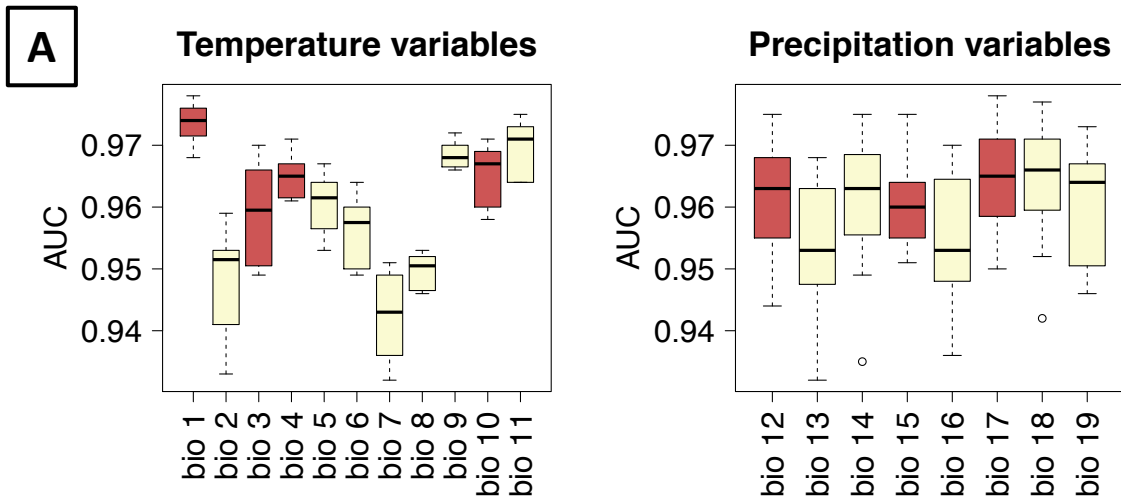 A
Temperature variables
AUC
0.97
0.96
0.95
0.94
bio 1
bio 2
bio 3
bio 4
bio 5
bio 6
bio 7
bio 8
bio 9
bio 10
bio 11
Precipitation variables
AUC
0.97
0.96
0.95
0.94
bio 12
bio 13
bio 14
bio 15
bio 16
bio 17
bio 18
bio 19